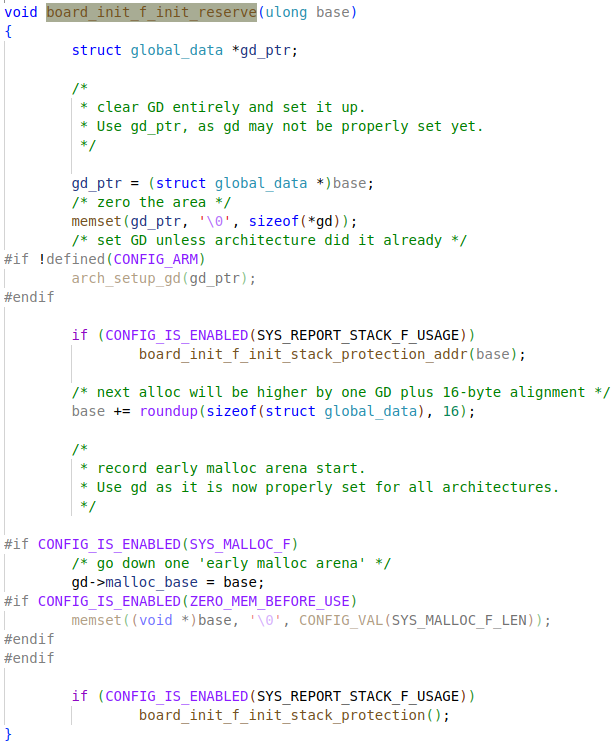 void board_init_f_init_reserve(ulong base)
{
        struct global_data *gd_ptr;

        /*
         * clear GD entirely and set it up.
         * Use gd_ptr, as gd may not be properly set yet.
         */

        gd_ptr = (struct global_data *)base;
        /* zero the area */
        memset(gd_ptr, '\0', sizeof(*gd));
        /* set GD unless architecture did it already */
#if !defined(CONFIG_ARM)
        arch_setup_gd(gd_ptr);
#endif

        if (CONFIG_IS_ENABLED(SYS_REPORT_STACK_F_USAGE))
                board_init_f_init_stack_protection_addr(base);

        /* next alloc will be higher by one GD plus 16-byte alignment */
        base += roundup(sizeof(struct global_data), 16);

        /*
         * record early malloc arena start.
         * Use gd as it is now properly set for all architectures.
         */

#if CONFIG_IS_ENABLED(SYS_MALLOC_F)
        /* go down one 'early malloc arena' */
        gd->malloc_base = base;
#if CONFIG_IS_ENABLED(ZERO_MEM_BEFORE_USE)
        memset((void *)base, '\0', CONFIG_VAL(SYS_MALLOC_F_LEN));
#endif
#endif

        if (CONFIG_IS_ENABLED(SYS_REPORT_STACK_F_USAGE))
                board_init_f_init_stack_protection();
}